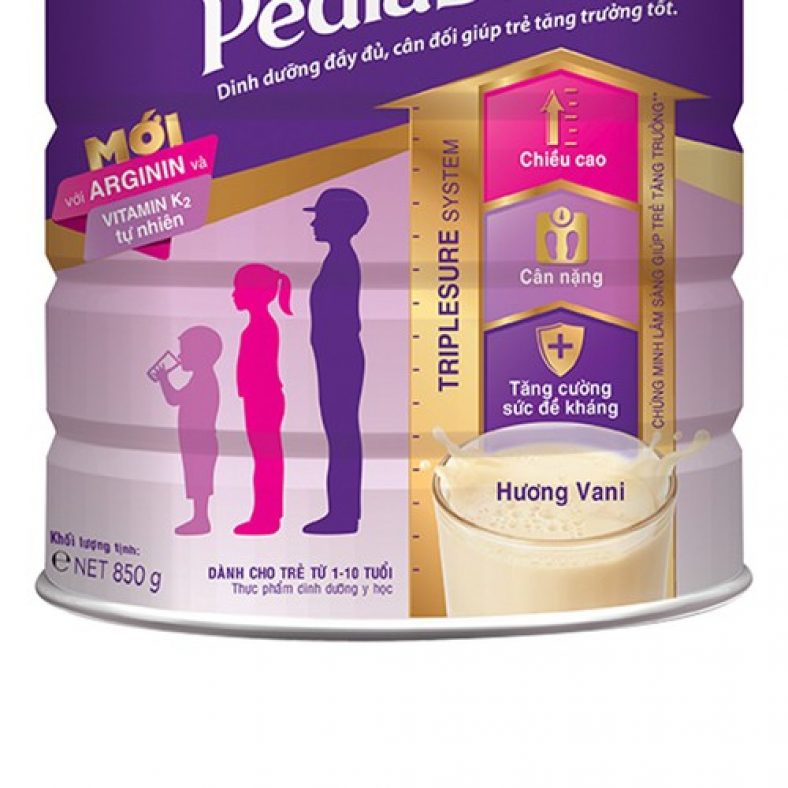 Dinh dưỡng đầy đủ, cân đối giúp trẻ tăng trưởng tốt.
MỚI
với ARGININ và
VITAMIN K2
tự nhiên
TRIPLESURE SYSTEM
Chiều cao
Cân nặng
Tăng cường
sức đề kháng
CHỨNG MINH LÂM SÀNG GIÚP TRẺ TĂNG TRƯỞNG**
Hương Vani
Khối lượng tịnh:
℮ NET 850 g
DÀNH CHO TRẺ TỪ 1-10 TUỔI
Thực phẩm dinh dưỡng y học